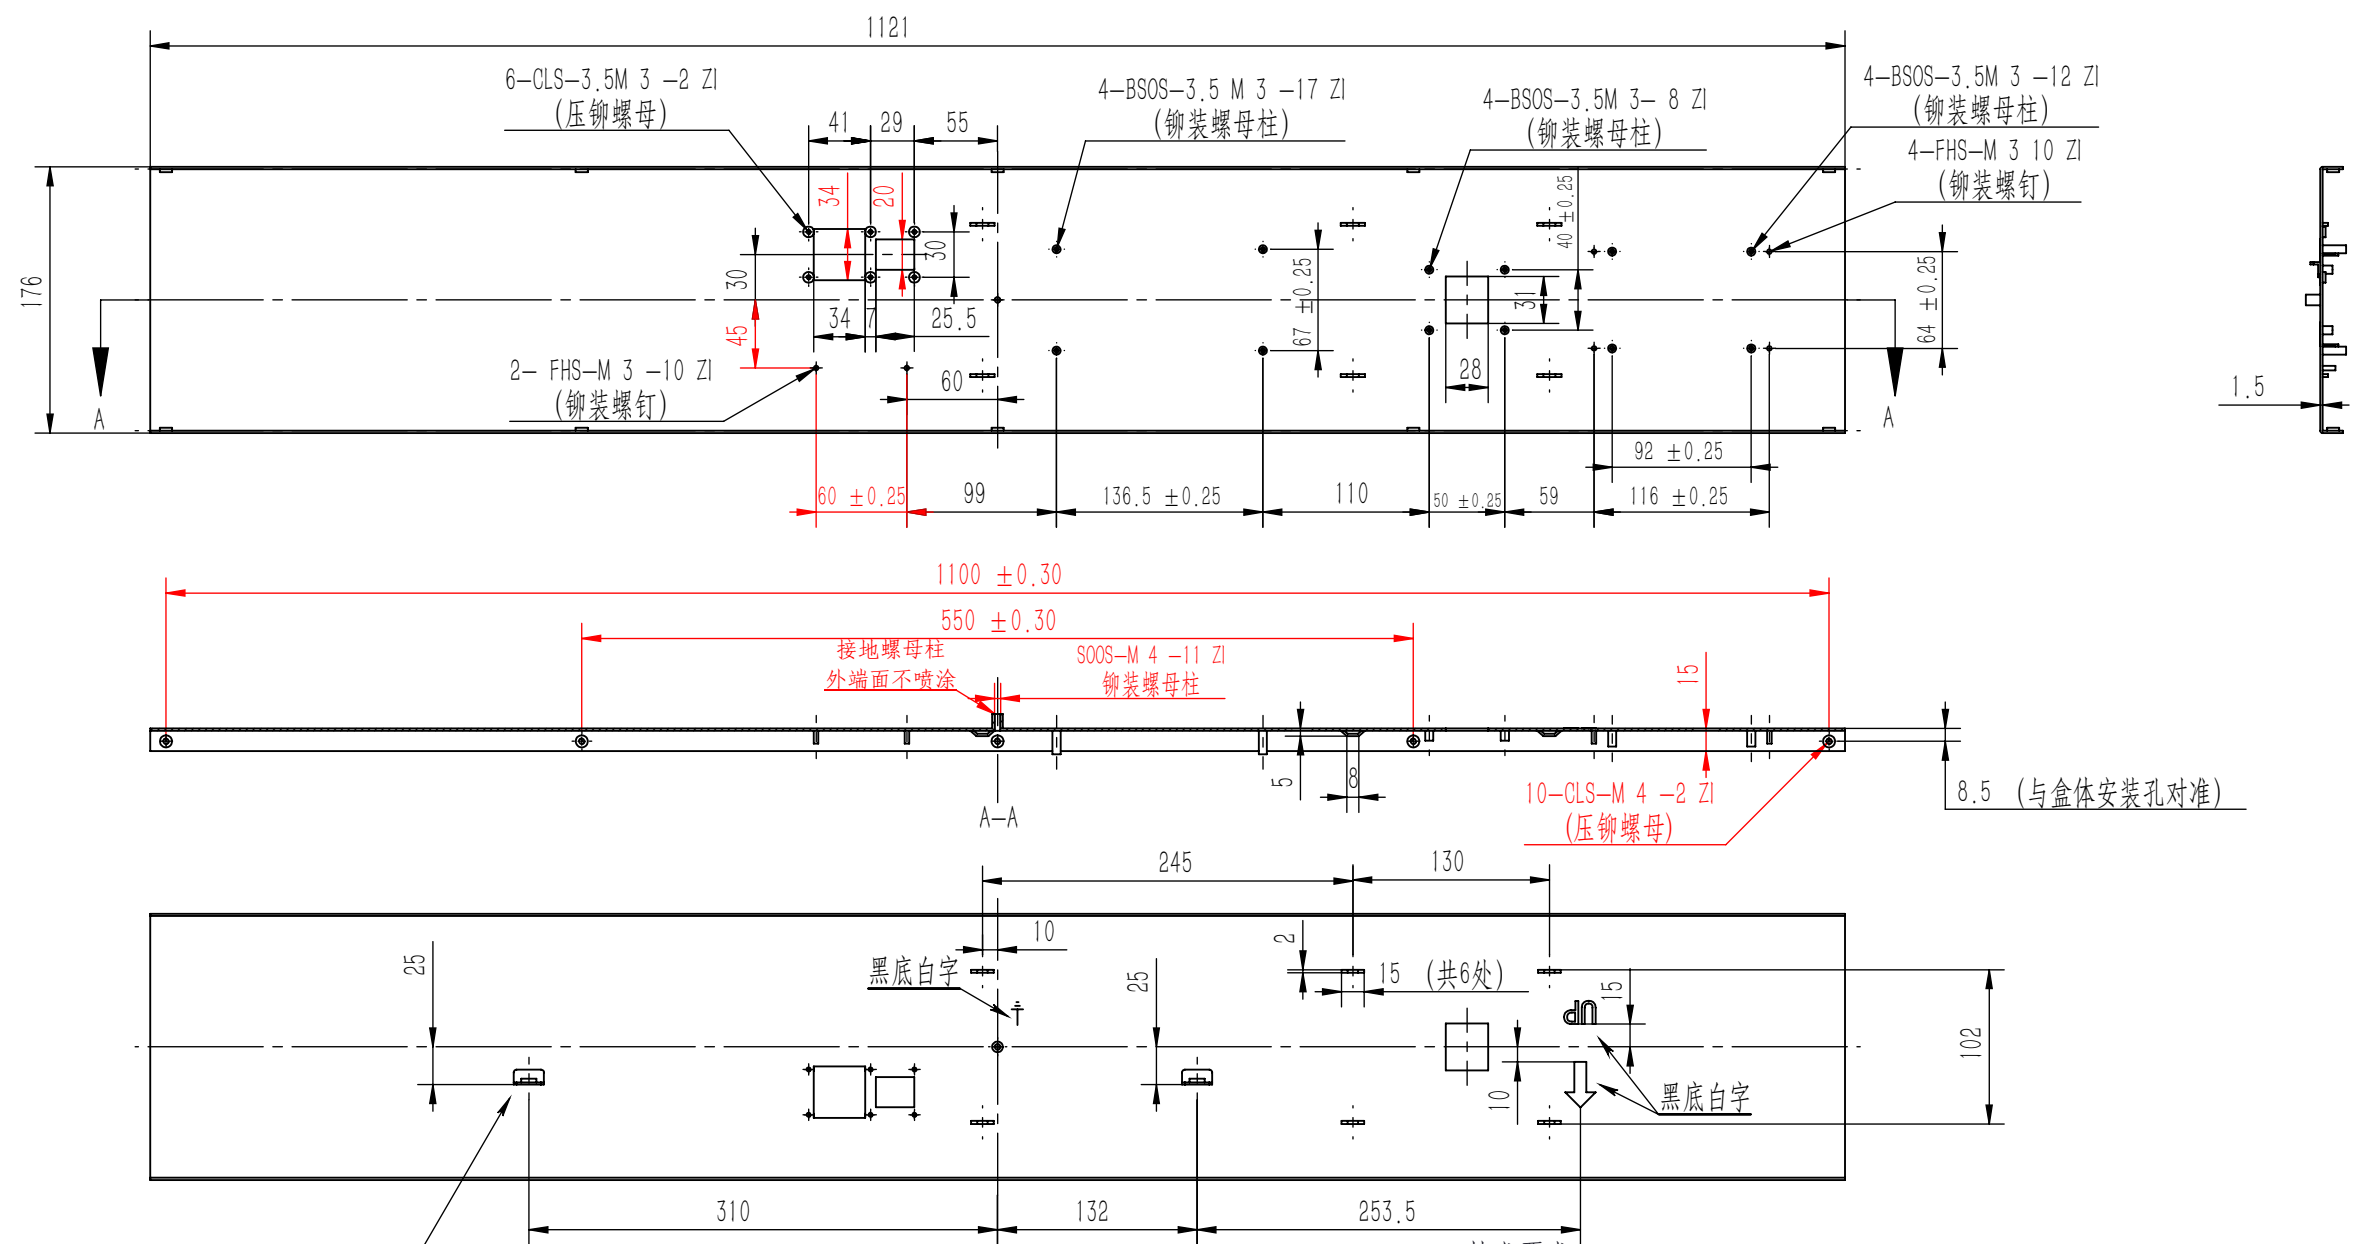 1121
6-CLS-3.5M 3 -2 ZI
(压铆螺母)
41
29
55
4-BSOS-3.5 M 3 -17 ZI
(铆装螺母柱)
4-BSOS-3.5M 3- 8 ZI
(铆装螺母柱)
4-BSOS-3.5M 3 -12 ZI
(铆装螺母柱)
4-FHS-M 3 10 ZI
(铆装螺钉)
34
20
30
40 ±0.25
176
30
45
34
7
25.5
67 ±0.25
31
64 ±0.25
28
1.5
2- FHS-M 3 -10 ZI
(铆装螺钉)
60
A
A
92 ±0.25
60 ±0.25
99
136.5 ±0.25
110
50 ±0.25
59
116 ±0.25
1100 ±0.30
550 ±0.30
接地螺母柱
外端面不喷涂
SOOS-M 4 -11 ZI
铆装螺母柱
15
5
8
10-CLS-M 4 -2 ZI
(压铆螺母)
8.5 (与盒体安装孔对准)
A-A
245
130
10
2
15 (共6处)
25
黑底白字
25
up
15
102
10
黑底白字
310
132
253.5